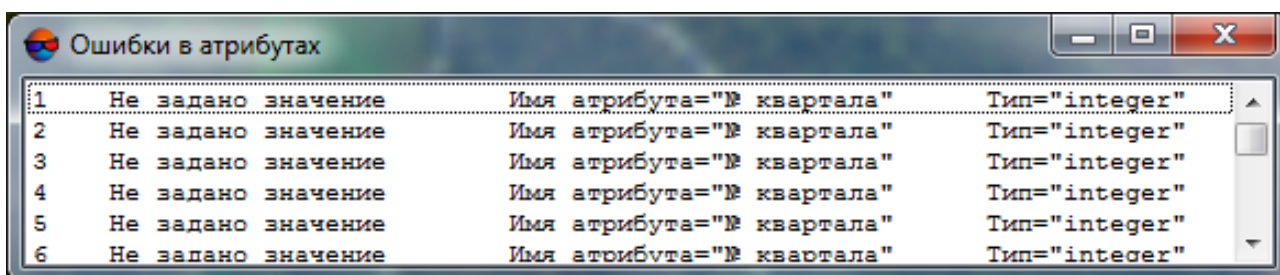 Ошибки в атрибутах
1 Не задано значение Имя атрибута="№ квартала" Тип="integer"
2 Не задано значение Имя атрибута="№ квартала" Тип="integer"
3 Не задано значение Имя атрибута="№ квартала" Тип="integer"
4 Не задано значение Имя атрибута="№ квартала" Тип="integer"
5 Не задано значение Имя атрибута="№ квартала" Тип="integer"
6 Не задано значение Имя атрибута="№ квартала" Тип="integer"